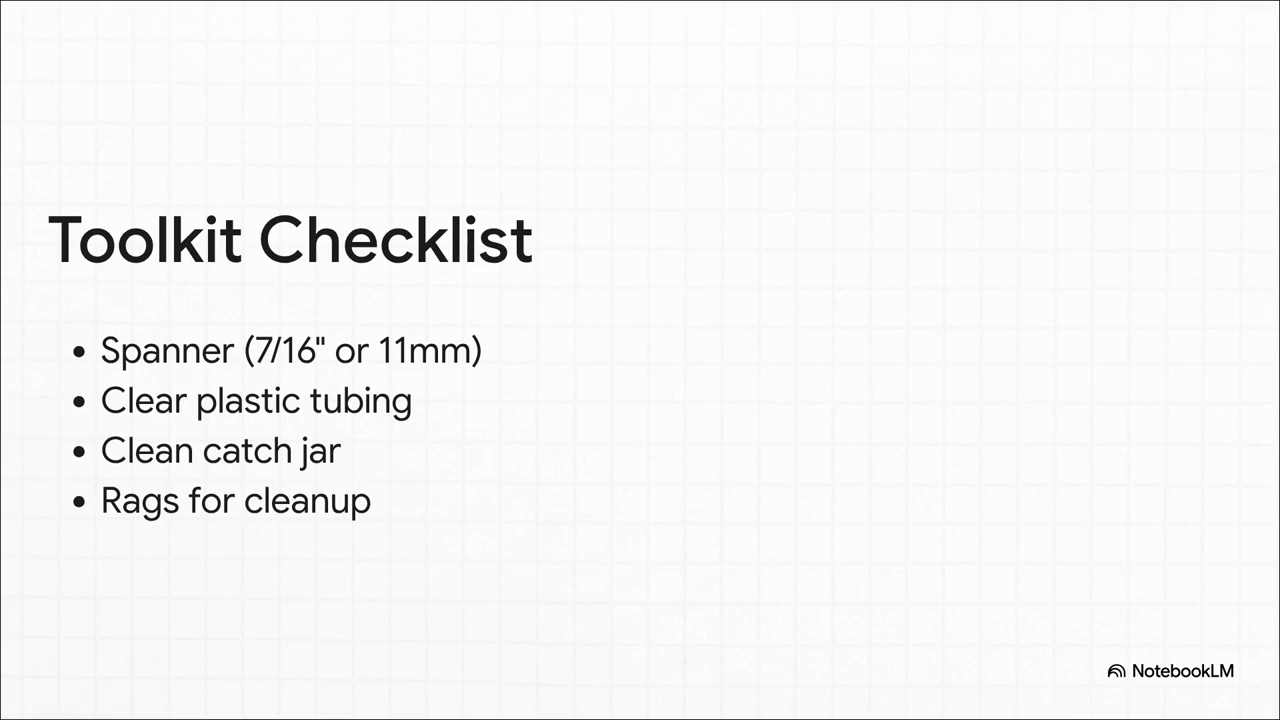 Toolkit Checklist
• Spanner (7/16" or 11mm)
• Clear plastic tubing
• Clean catch jar
• Rags for cleanup
NotebookLM